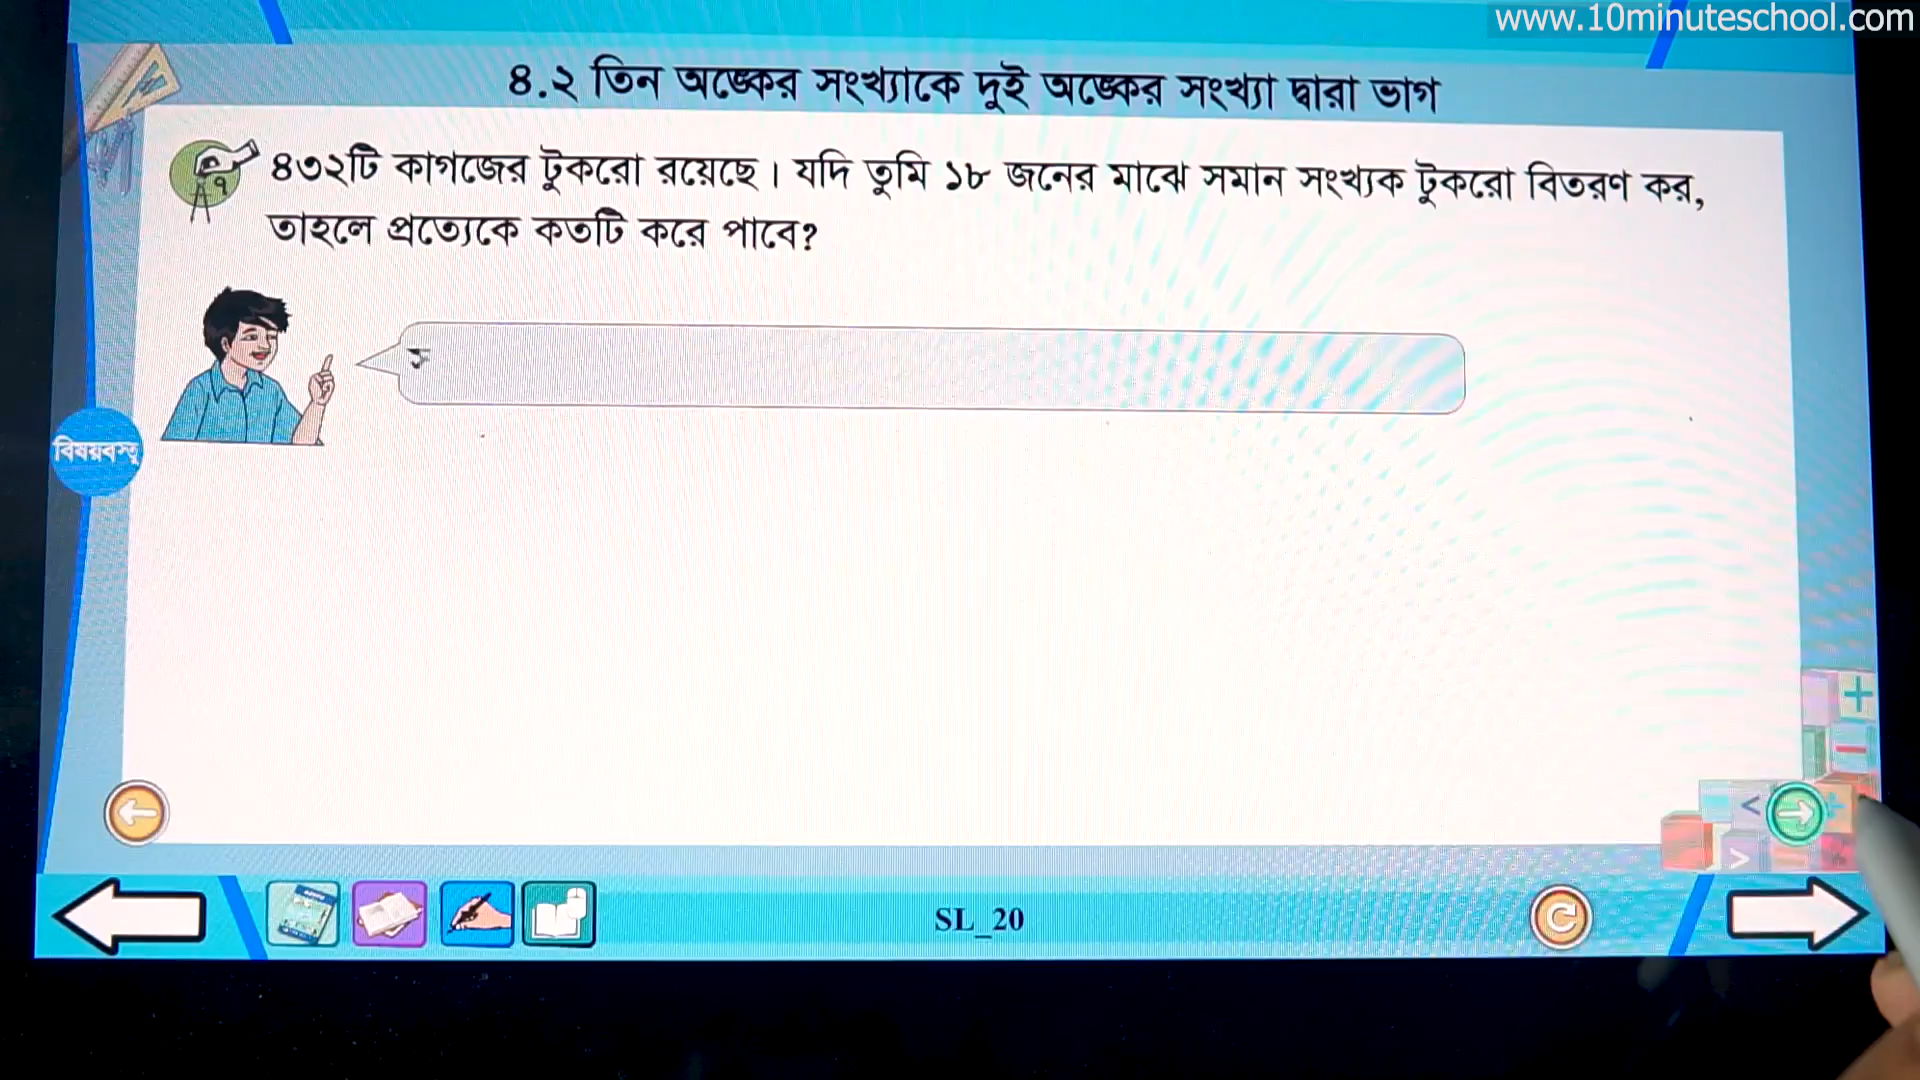 www.10minuteschool.com
৪.২ তিন অঙ্কের সংখ্যাকে দুই অঙ্কের সংখ্যা দ্বারা ভাগ
৭
৪৩২টি কাগজের টুকরো রয়েছে। যদি তুমি ১৮ জনের মাঝে সমান সংখ্যক টুকরো বিতরণ কর,
তাহলে প্রত্যেকে কতটি করে পাবে?
বিষয়বস্তু
SL_20